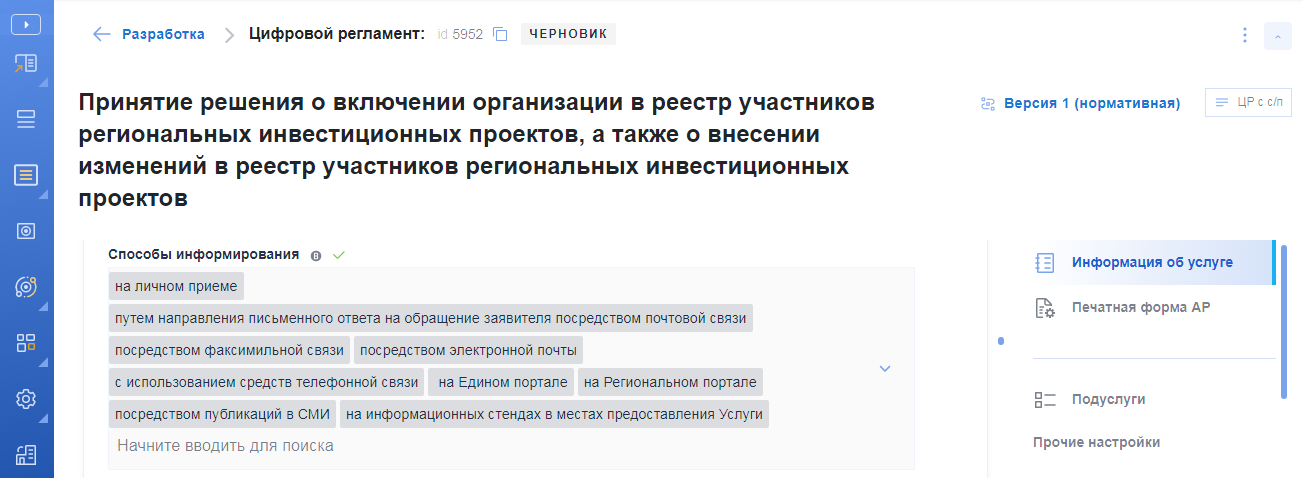 Разработка
Цифровой регламент:
id 5952
ЧЕРНОВИК
Принятие решения о включении организации в реестр участников
региональных инвестиционных проектов, а также о внесении
изменений в реестр участников региональных инвестиционных
проектов
Версия 1 (нормативная)
ЦР с с/п
Способы информирования В
на личном приеме
путем направления письменного ответа на обращение заявителя посредством почтовой связи
посредством факсимильной связи посредством электронной почты
с использованием средств телефонной связи на Едином портале на Региональном портале
посредством публикаций в СМИ на информационных стендах в местах предоставления Услуги
Начните вводить для поиска
Информация об услуге
Печатная форма АР
Подуслуги
Прочие настройки